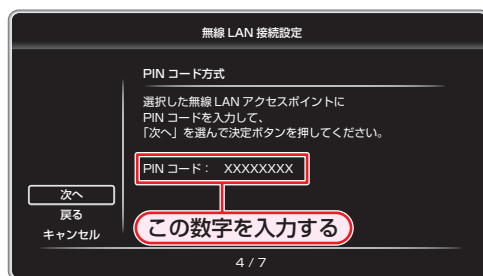 無線 LAN 接続設定
PIN コード方式
選択した無線 LAN アクセスポイントに
PIN コードを入力して、
「次へ」を選んで決定ボタンを押してください。
PIN コード： XXXXXXXX
この数字を入力する
次へ
戻る
キャンセル
4 / 7